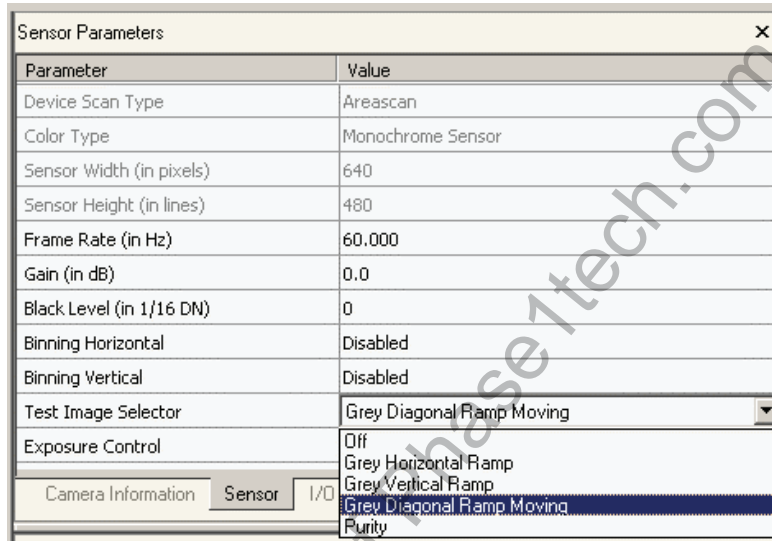 Sensor Parameters ×
Parameter Value
Device Scan Type Areascan
Color Type Monochrome Sensor
Sensor Width (in pixels) 640
Sensor Height (in lines) 480
Frame Rate (in Hz) 60.000
Gain (in dB) 0.0
Black Level (in 1/16 DN) 0
Binning Horizontal Disabled
Binning Vertical Disabled
Test Image Selector Grey Diagonal Ramp Moving
Exposure Control
Off
Grey Horizontal Ramp
Grey Vertical Ramp
Grey Diagonal Ramp Moving
Purity
Camera Information Sensor I/O
Phase1tech.com